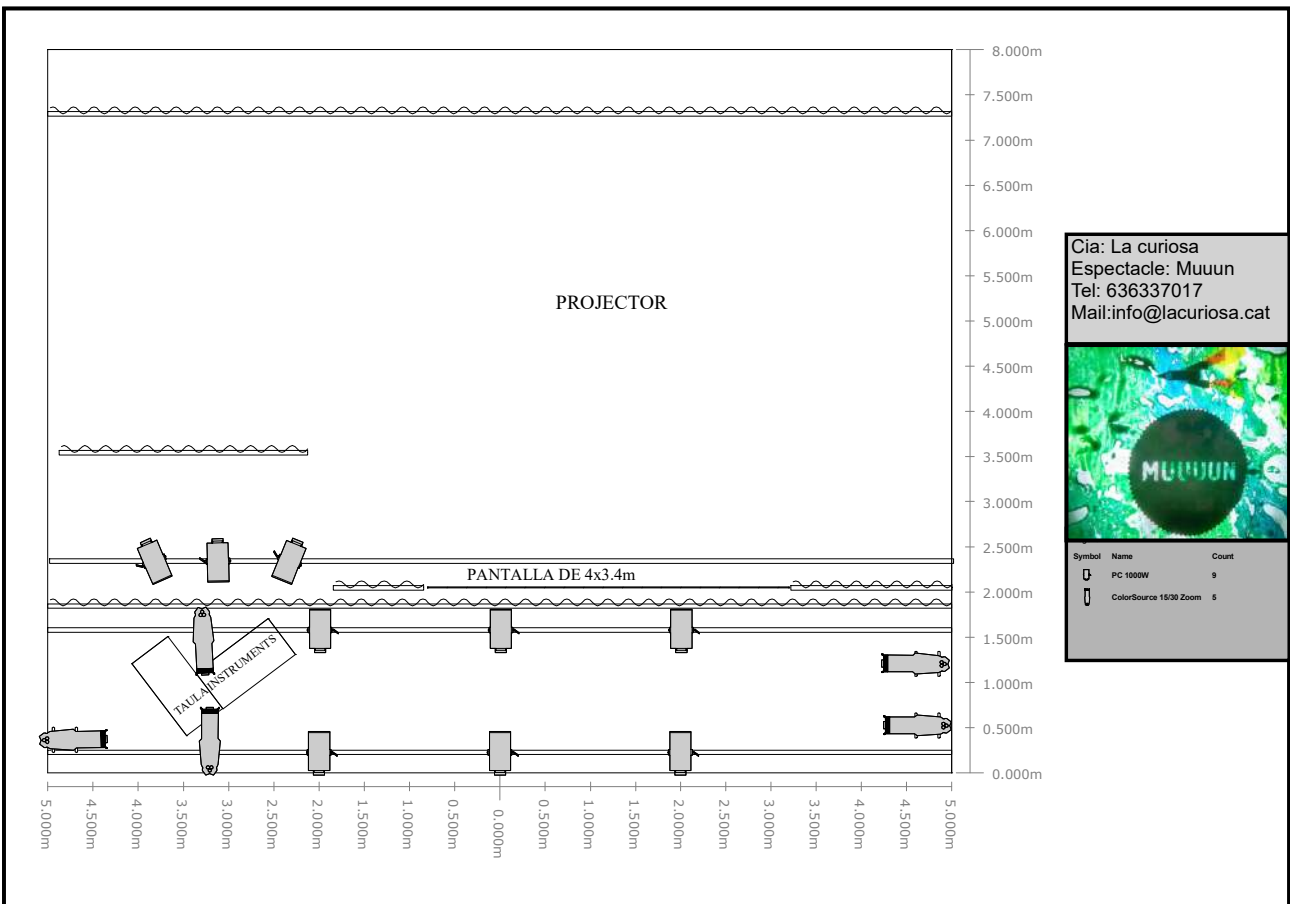 8.000m
7.500m
7.000m
6.500m
6.000m
5.500m
5.000m
4.500m
4.000m
3.500m
3.000m
2.500m
2.000m
1.500m
1.000m
0.500m
0.000m
PROJECTOR
PANTALLA DE 4x3.4m
TAULA INSTRUMENTS
5.000m
4.500m
4.000m
3.500m
3.000m
2.500m
2.000m
1.500m
1.000m
0.500m
0.000m
0.500m
1.000m
1.500m
2.000m
2.500m
3.000m
3.500m
4.000m
4.500m
5.000m
Cia: La curiosa
Espectacle: Muuun
Tel: 636337017
Mail:info@lacuriosa.cat
MUUUUN
Symbol Name Count
PC 1000W 9
ColorSource 15/30 Zoom 5